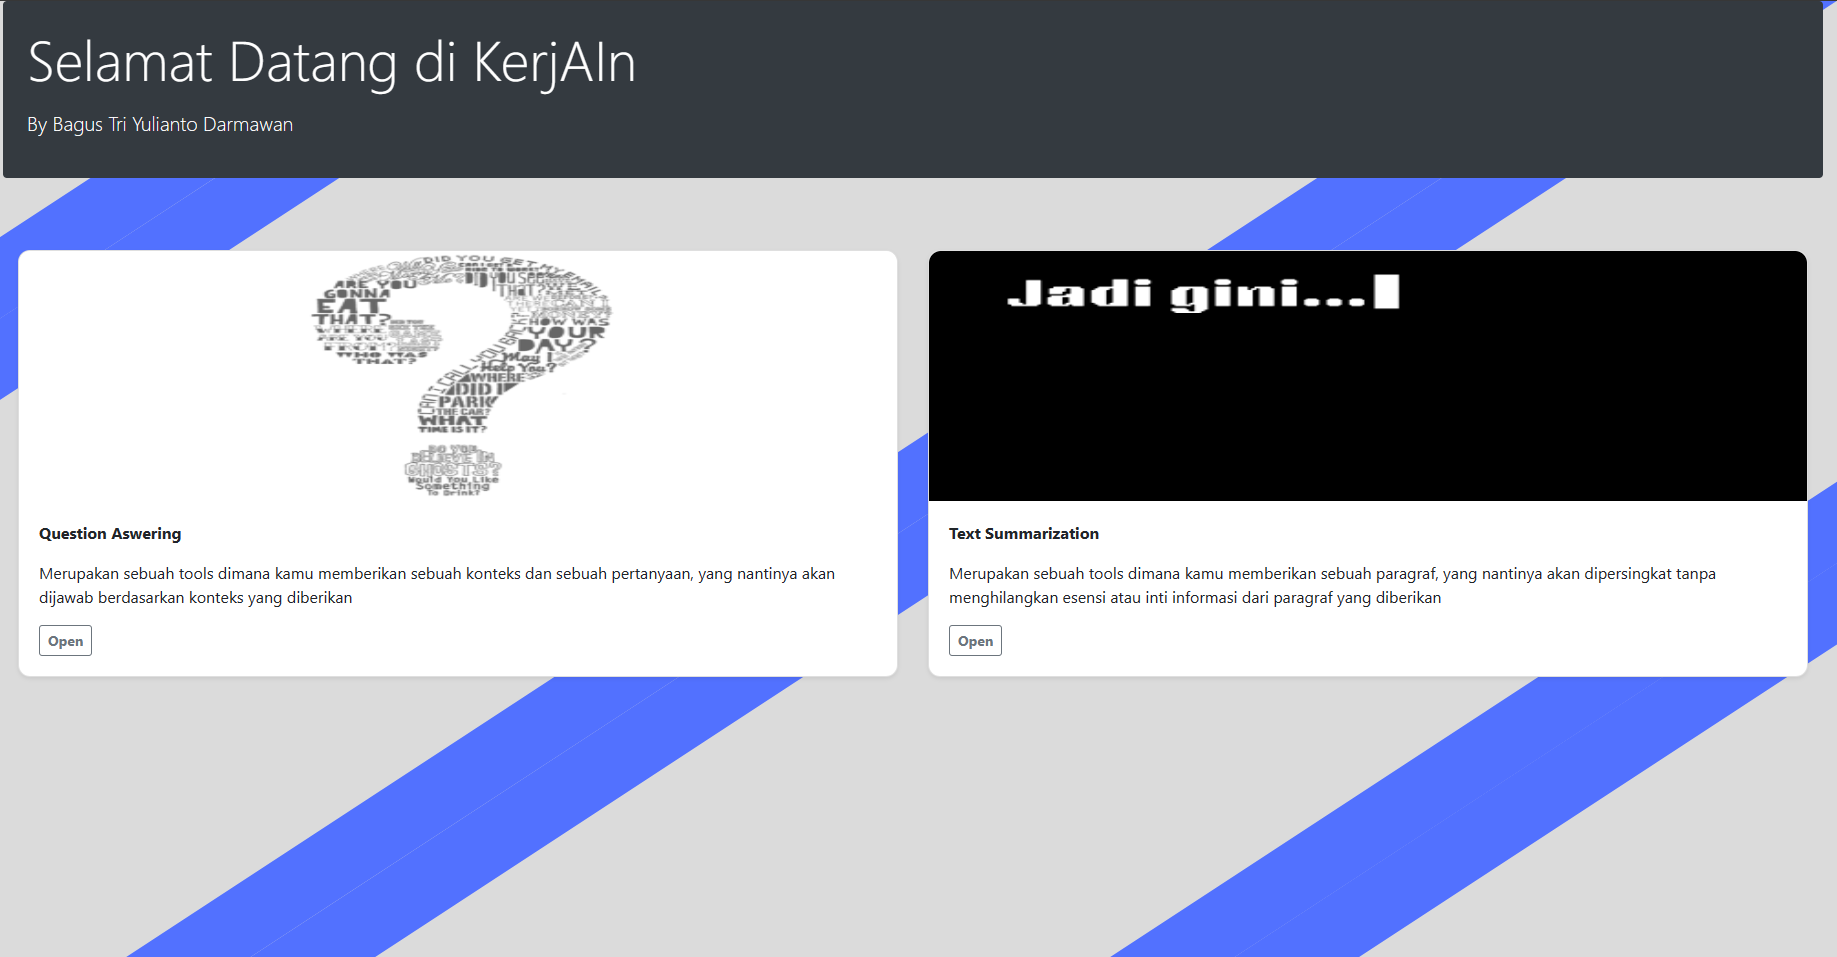 Selamat Datang di KerjAIn
By Bagus Tri Yulianto Darmawan
DID YOU GET MY EMAIL
ARE YOU
GONNA
EAT
THAT?
WHO WAS
THAT?
HOW WAS
YOUR
DAY?
May I
Help You?
CAN I CALL YOU BACK?
WHERE
DID I
PARK
THE CAR?
WHAT
TIME IS IT?
DO YOU
BELIEVE IN
GHOSTS?
Would You Like
Something
To Drink?
Question Aswering
Merupakan sebuah tools dimana kamu memberikan sebuah konteks dan sebuah pertanyaan, yang nantinya akan
dijawab berdasarkan konteks yang diberikan
Open
Jadi gini...
Text Summarization
Merupakan sebuah tools dimana kamu memberikan sebuah paragraf, yang nantinya akan dipersingkat tanpa
menghilangkan esensi atau inti informasi dari paragraf yang diberikan
Open